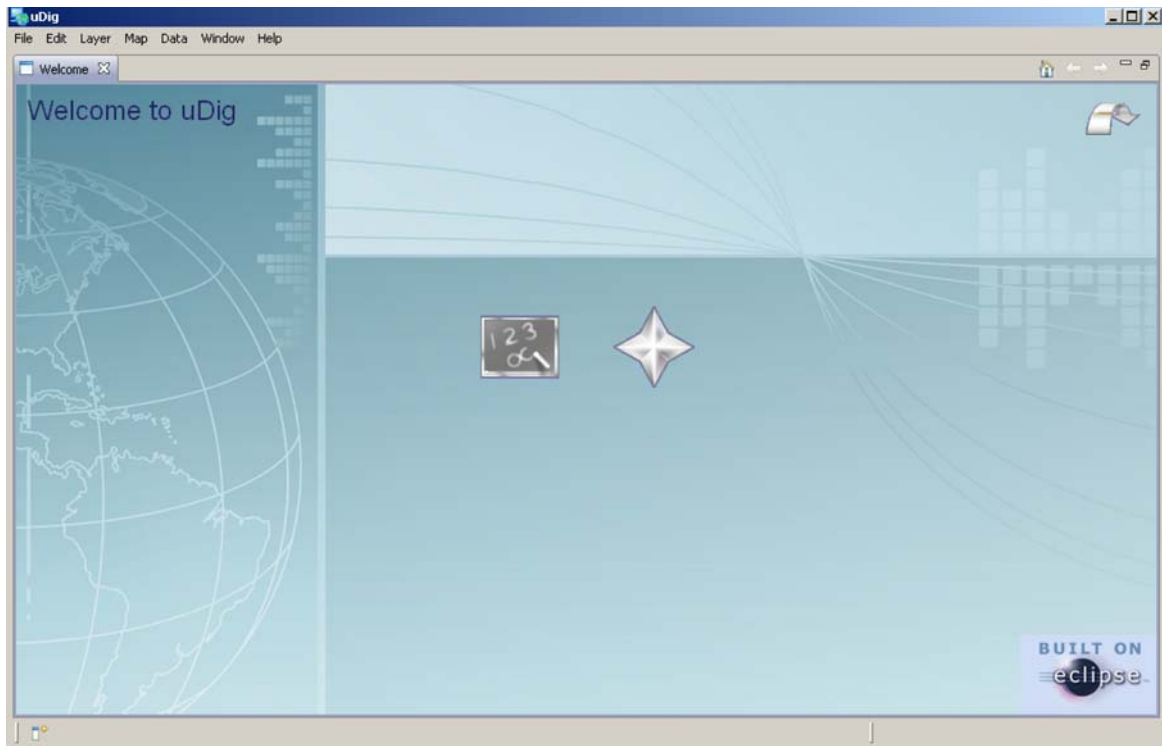 uDig
File Edit Layer Map Data Window Help
Welcome
Welcome to uDig
123
BUILT ON
eclipse